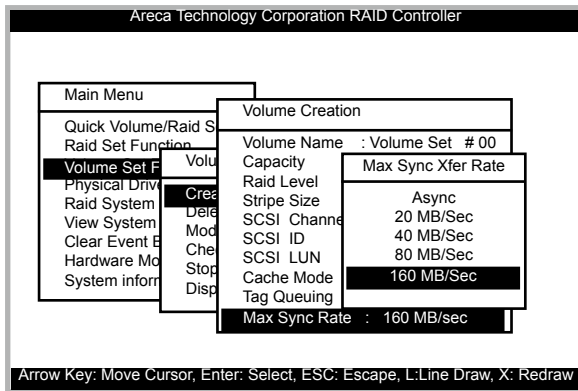 Areca Technology Corporation RAID Controller
Main Menu
Quick Volume/Raid S
Raid Set Function
Volume Set F
Physical Driv
Raid System
View System
Clear Event B
Hardware Mo
System inforr
Volu
Crea
Dele
Mod
Che
Stop
Disp
Volume Creation
Volume Name : Volume Set # 00
Capacity
Raid Level
Stripe Size
SCSI Channe
SCSI ID
SCSI LUN
Cache Mode
Tag Queuing
Max Sync Rate : 160 MB/sec
Max Sync Xfer Rate
Async
20 MB/Sec
40 MB/Sec
80 MB/Sec
160 MB/Sec
Arrow Key: Move Cursor, Enter: Select, ESC: Escape, L:Line Draw, X: Redraw